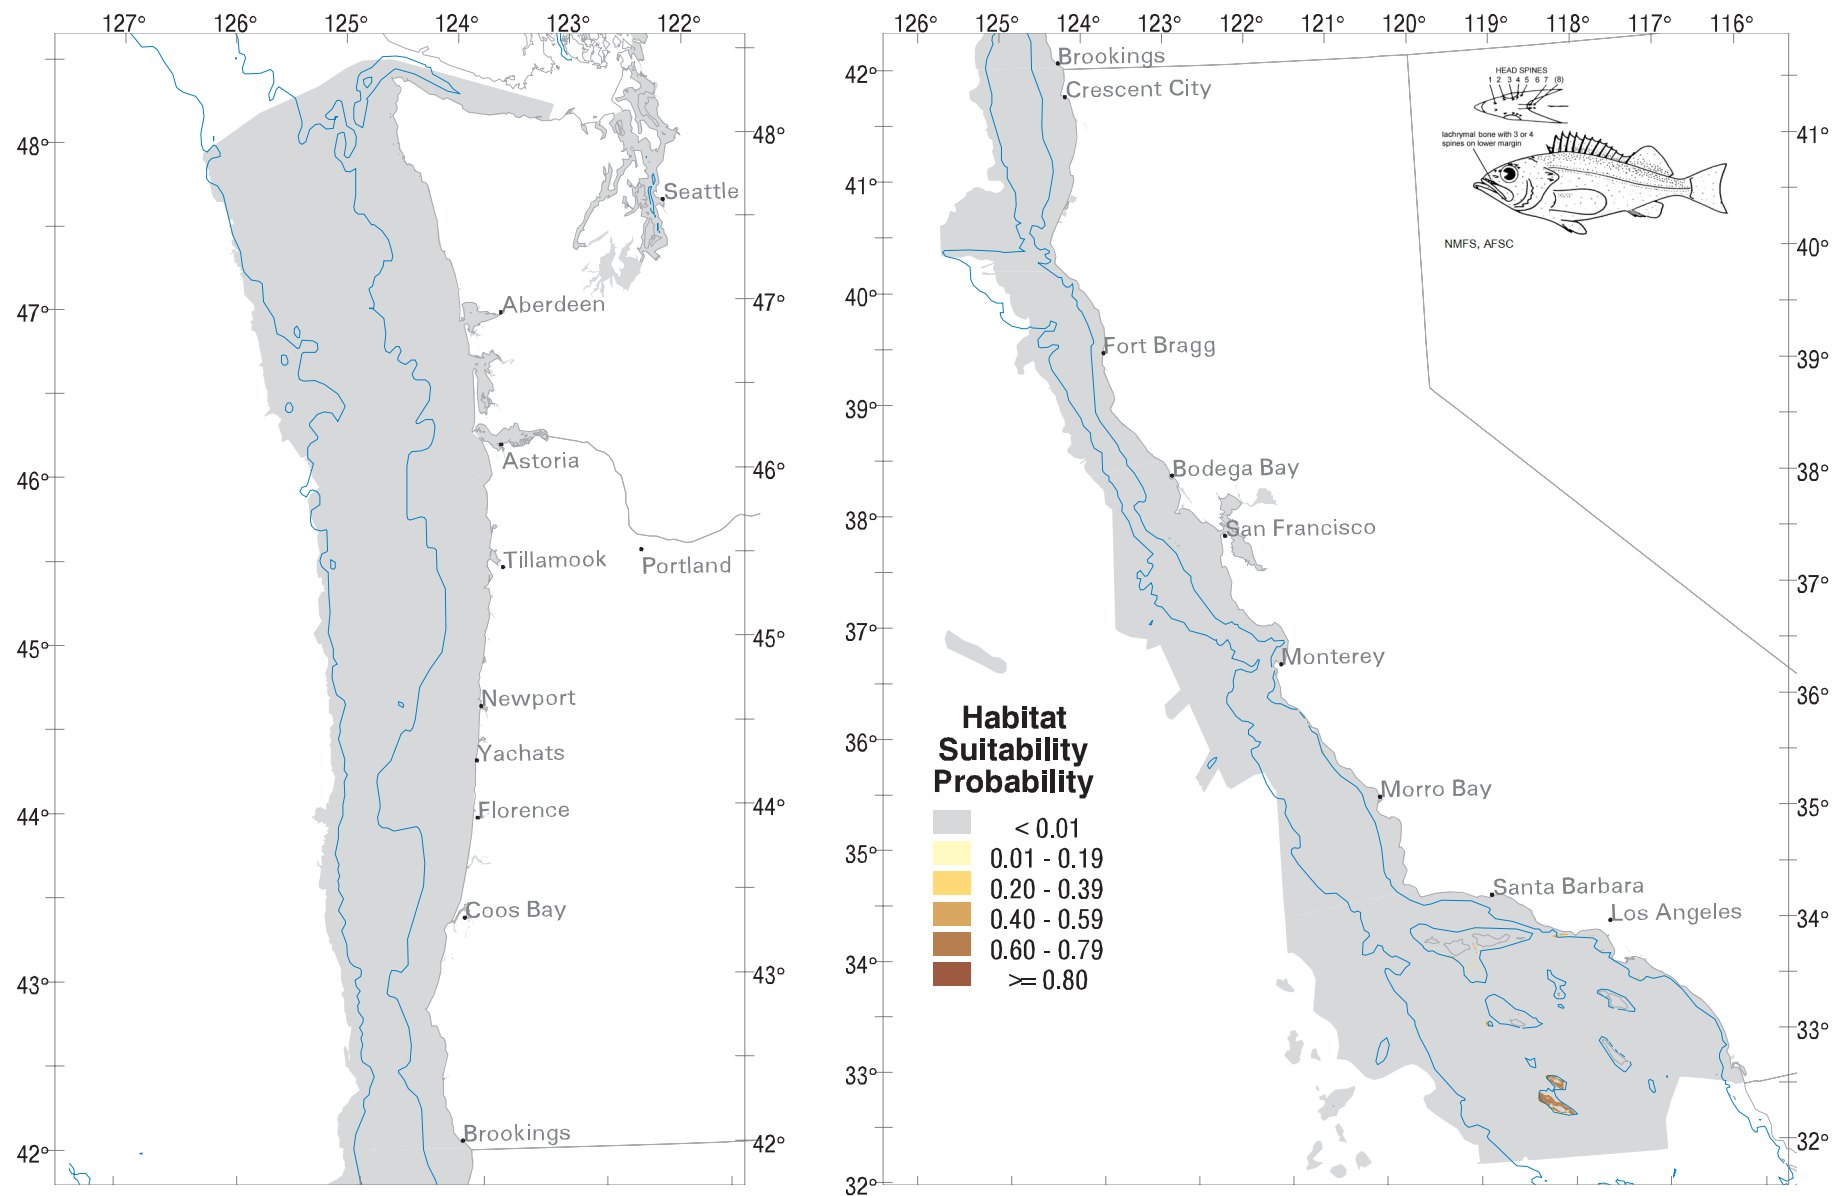 127° 126° 125° 124° 123° 122°
48°
47°
46°
45°
44°
43°
42°
Seattle
Aberdeen
Astoria
Tillamook
Portland
Newport
Yachats
Florence
Coos Bay
Brookings
48°
47°
46°
45°
44°
43°
42°
126° 125° 124° 123° 122° 121° 120° 119° 118° 117° 116°
42°
41°
40°
39°
38°
37°
36°
35°
34°
33°
32°
Brookings
Crescent City
Fort Bragg
Bodega Bay
San Francisco
Monterey
Morro Bay
Santa Barbara
Los Angeles
HEAD SPINES
1 2 3 4 5 6 7 (8)
lachrymal bone with 3 or 4
spines on lower margin
NMFS, AFSC
Habitat
Suitability
Probability
< 0.01
0.01 - 0.19
0.20 - 0.39
0.40 - 0.59
0.60 - 0.79
>= 0.80
41°
40°
39°
38°
37°
36°
35°
34°
33°
32°